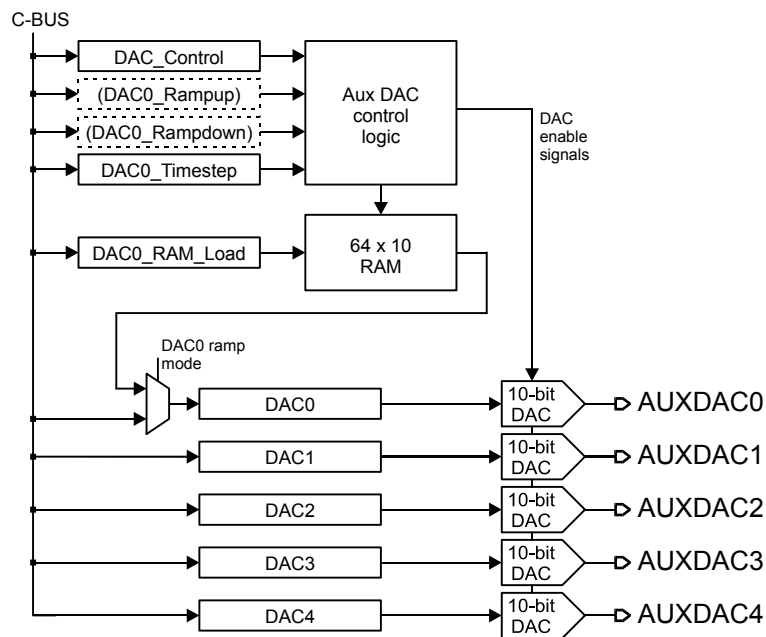 C-BUS
DAC_Control
(DAC0_Rampup)
(DAC0_Rampdown)
DAC0_Timestep
Aux DAC
control
logic
DAC
enable
signals
DAC0_RAM_Load
64 x 10
RAM
DAC0 ramp
mode
DAC0
10-bit
DAC
AUXDAC0
DAC1
10-bit
DAC
AUXDAC1
DAC2
10-bit
DAC
AUXDAC2
DAC3
10-bit
DAC
AUXDAC3
DAC4
10-bit
DAC
AUXDAC4